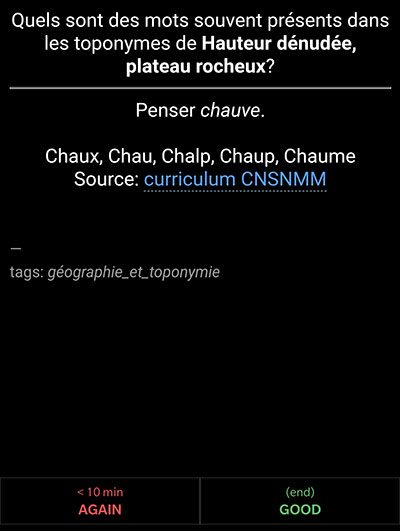 Quels sont des mots souvent présents dans
les toponymes de Hauteur dénudée,
plateau rocheux?
Penser chauve.
Chaux, Chau, Chalp, Chaup, Chaume
Source: curriculum CNSNMM
–
tags: géographie_et_toponymie
< 10 min
AGAIN
(end)
GOOD